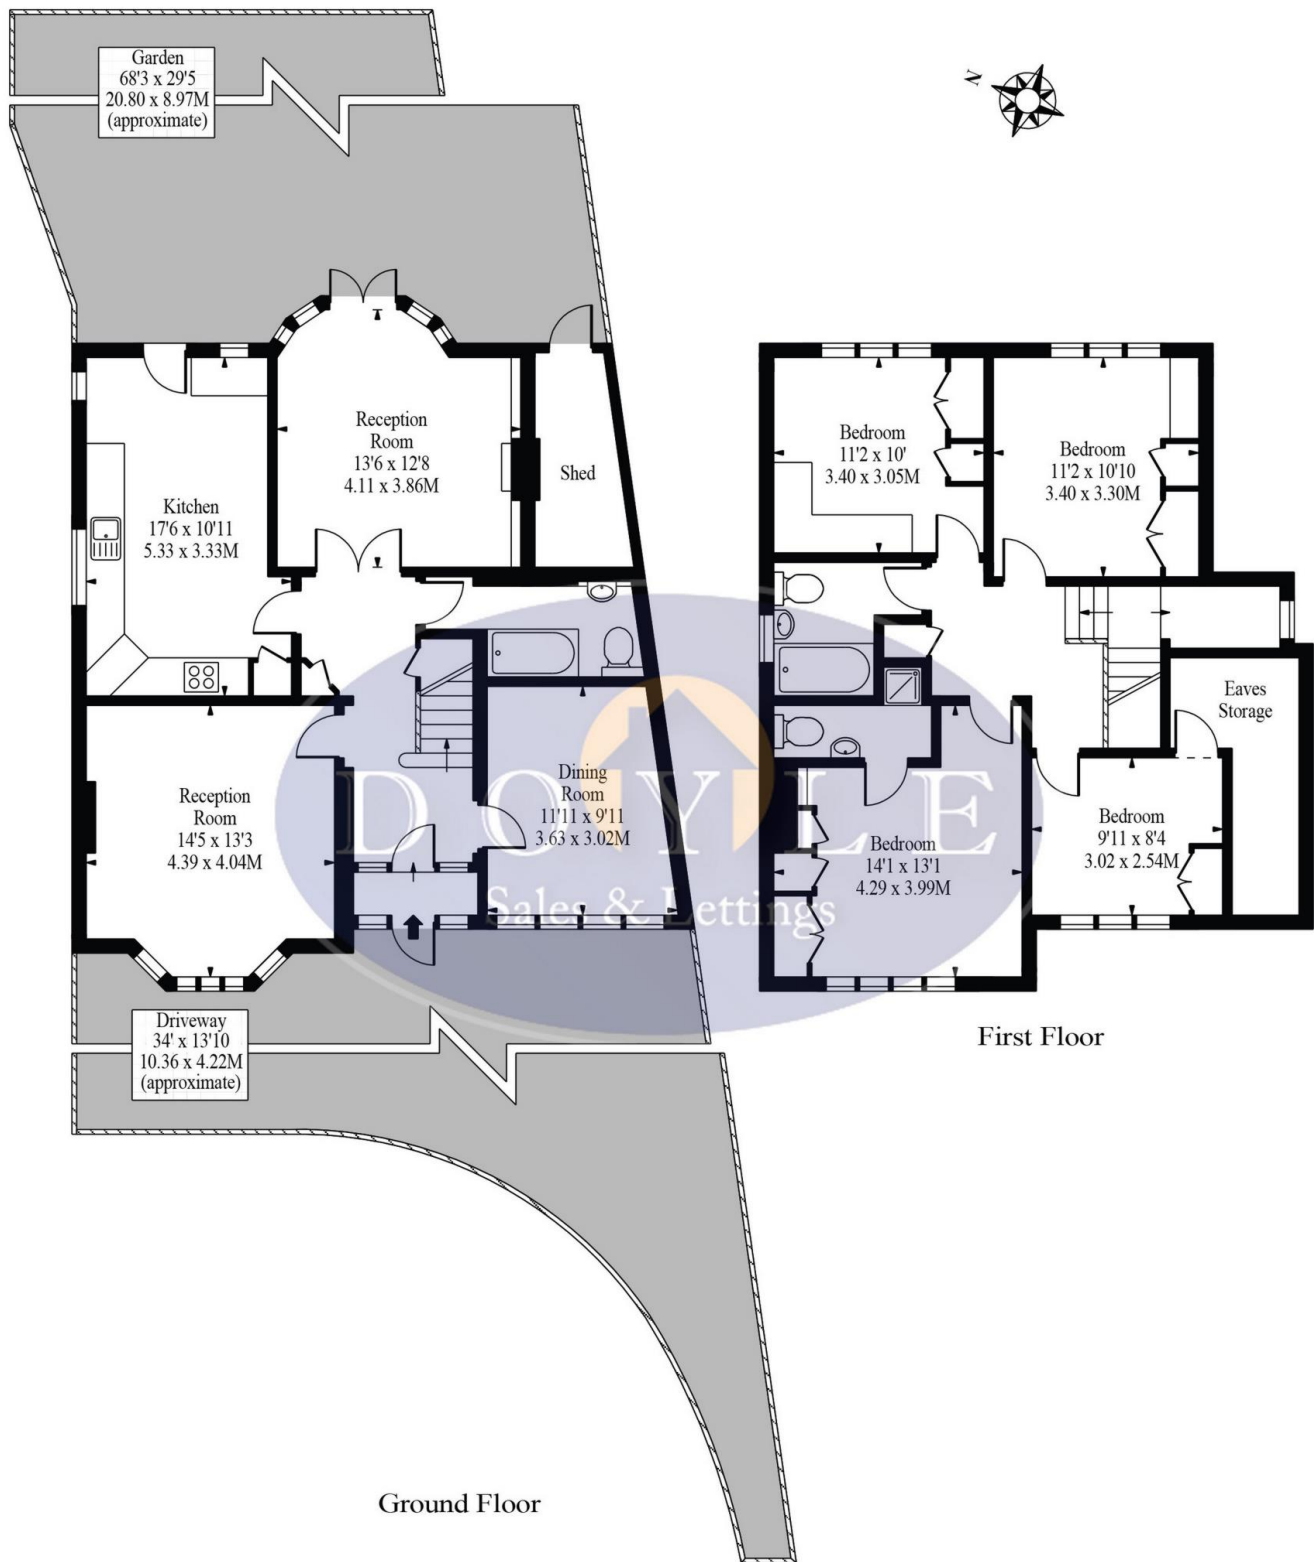 Garden
68'3 x 29'5
20.80 x 8.97M
(approximate)
N
Reception
Room
13'6 x 12'8
4.11 x 3.86M
Shed
Kitchen
17'6 x 10'11
5.33 x 3.33M
Reception
Room
14'5 x 13'3
4.39 x 4.04M
Dining
Room
11'11 x 9'11
3.63 x 3.02M
Driveway
34' x 13'10
10.36 x 4.22M
(approximate)
Ground Floor
Bedroom
11'2 x 10'
3.40 x 3.05M
Bedroom
11'2 x 10'10
3.40 x 3.30M
Eaves
Storage
Bedroom
14'1 x 13'1
4.29 x 3.99M
Bedroom
9'11 x 8'4
3.02 x 2.54M
First Floor
DOYLE
Sales & Lettings